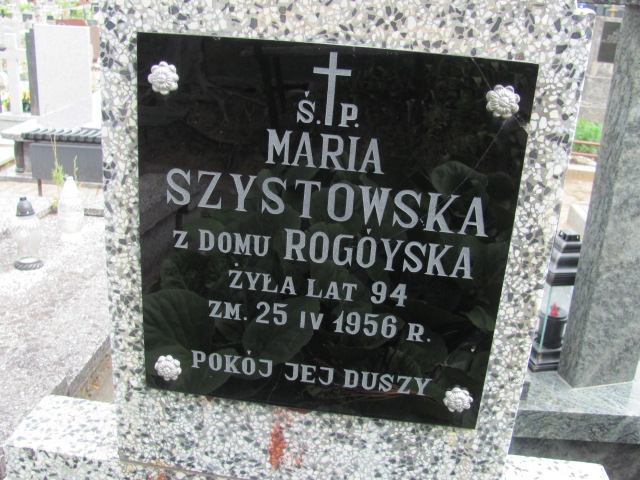 Ś.P.
MARIA
SZYSTOWSKA
Z DOMU ROGÓYSKA
ŻYŁA LAT 94
ZM. 25 IV 1956 R.
POKÓJ JEJ DUSZY